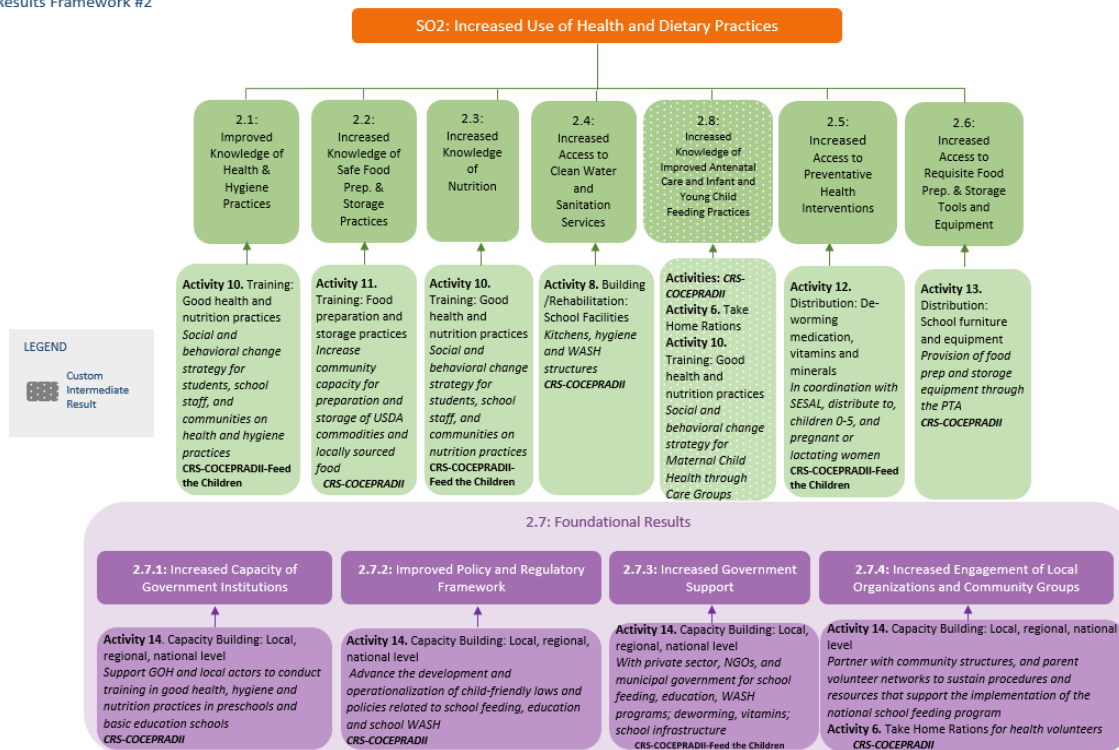 Results Framework #2
SO2: Increased Use of Health and Dietary Practices
2.1:
Improved
Knowledge of
Health &
Hygiene
Practices
2.2:
Increased
Knowledge of
Safe Food
Prep. &
Storage
Practices
2.3:
Increased
Knowledge
of
Nutrition
2.4:
Increased
Access to
Clean Water
and
Sanitation
Services
2.8:
Increased
Knowledge of
Improved Antenatal
Care and Infant and
Young Child
Feeding Practices
2.5:
Increased
Access to
Preventative
Health
Interventions
2.6:
Increased
Access to
Requisite Food
Prep. & Storage
Tools and
Equipment
Activity 10. Training:
Good health and
nutrition practices
Social and
behavioral change
strategy for
students, school
staff, and
communities on
health and hygiene
practices
CRS-COCEPRADII-Feed
the Children
Activity 11.
Training: Food
preparation and
storage practices
Increase
community
capacity for
preparation and
storage of USDA
commodities and
locally sourced
food
CRS-COCEPRADII
Activity 10.
Training: Good
health and
nutrition practices
Social and
behavioral change
strategy for
students, school
staff, and
communities on
nutrition practices
CRS-COCEPRADII-
Feed the Children
Activity 8. Building
/Rehabilitation:
School Facilities
Kitchens, hygiene
and WASH
structures
CRS-COCEPRADII
Activities: CRS-
COCEPRADII
Activity 6. Take
Home Rations
Activity 10.
Training: Good
health and
nutrition practices
Social and
behavioral change
strategy for
Maternal Child
Health through
Care Groups
Activity 12.
Distribution: De-
worming
medication,
vitamins and
minerals
In coordination with
SESAL, distribute to,
children 0-5, and
pregnant or
lactating women
CRS-COCEPRADII-Feed
the Children
Activity 13.
Distribution:
School furniture
and equipment
Provision of food
prep and storage
equipment through
the PTA
CRS-COCEPRADII
LEGEND
Custom
Intermediate
Result
2.7: Foundational Results
2.7.1: Increased Capacity of
Government Institutions
2.7.2: Improved Policy and Regulatory
Framework
2.7.3: Increased Government
Support
2.7.4: Increased Engagement of Local
Organizations and Community Groups
Activity 14. Capacity Building: Local,
regional, national level
Support GOH and local actors to conduct
training in good health, hygiene and
nutrition practices in preschools and
basic education schools
CRS-COCEPRADII
Activity 14. Capacity Building: Local,
regional, national level
Advance the development and
operationalization of child-friendly laws and
policies related to school feeding, education
and school WASH
CRS-COCEPRADII
Activity 14. Capacity Building: Local,
regional, national level
With private sector, NGOs, and
municipal government for school
feeding, education, WASH
programs; deworming, vitamins;
school infrastructure
CRS-COCEPRADII-Feed the Children
Activity 14. Capacity Building: Local, regional, national
level
Partner with community structures, and parent
volunteer networks to sustain procedures and
resources that support the implementation of the
national school feeding program
Activity 6. Take Home Rations for health volunteers
CRS-COCEPRADII